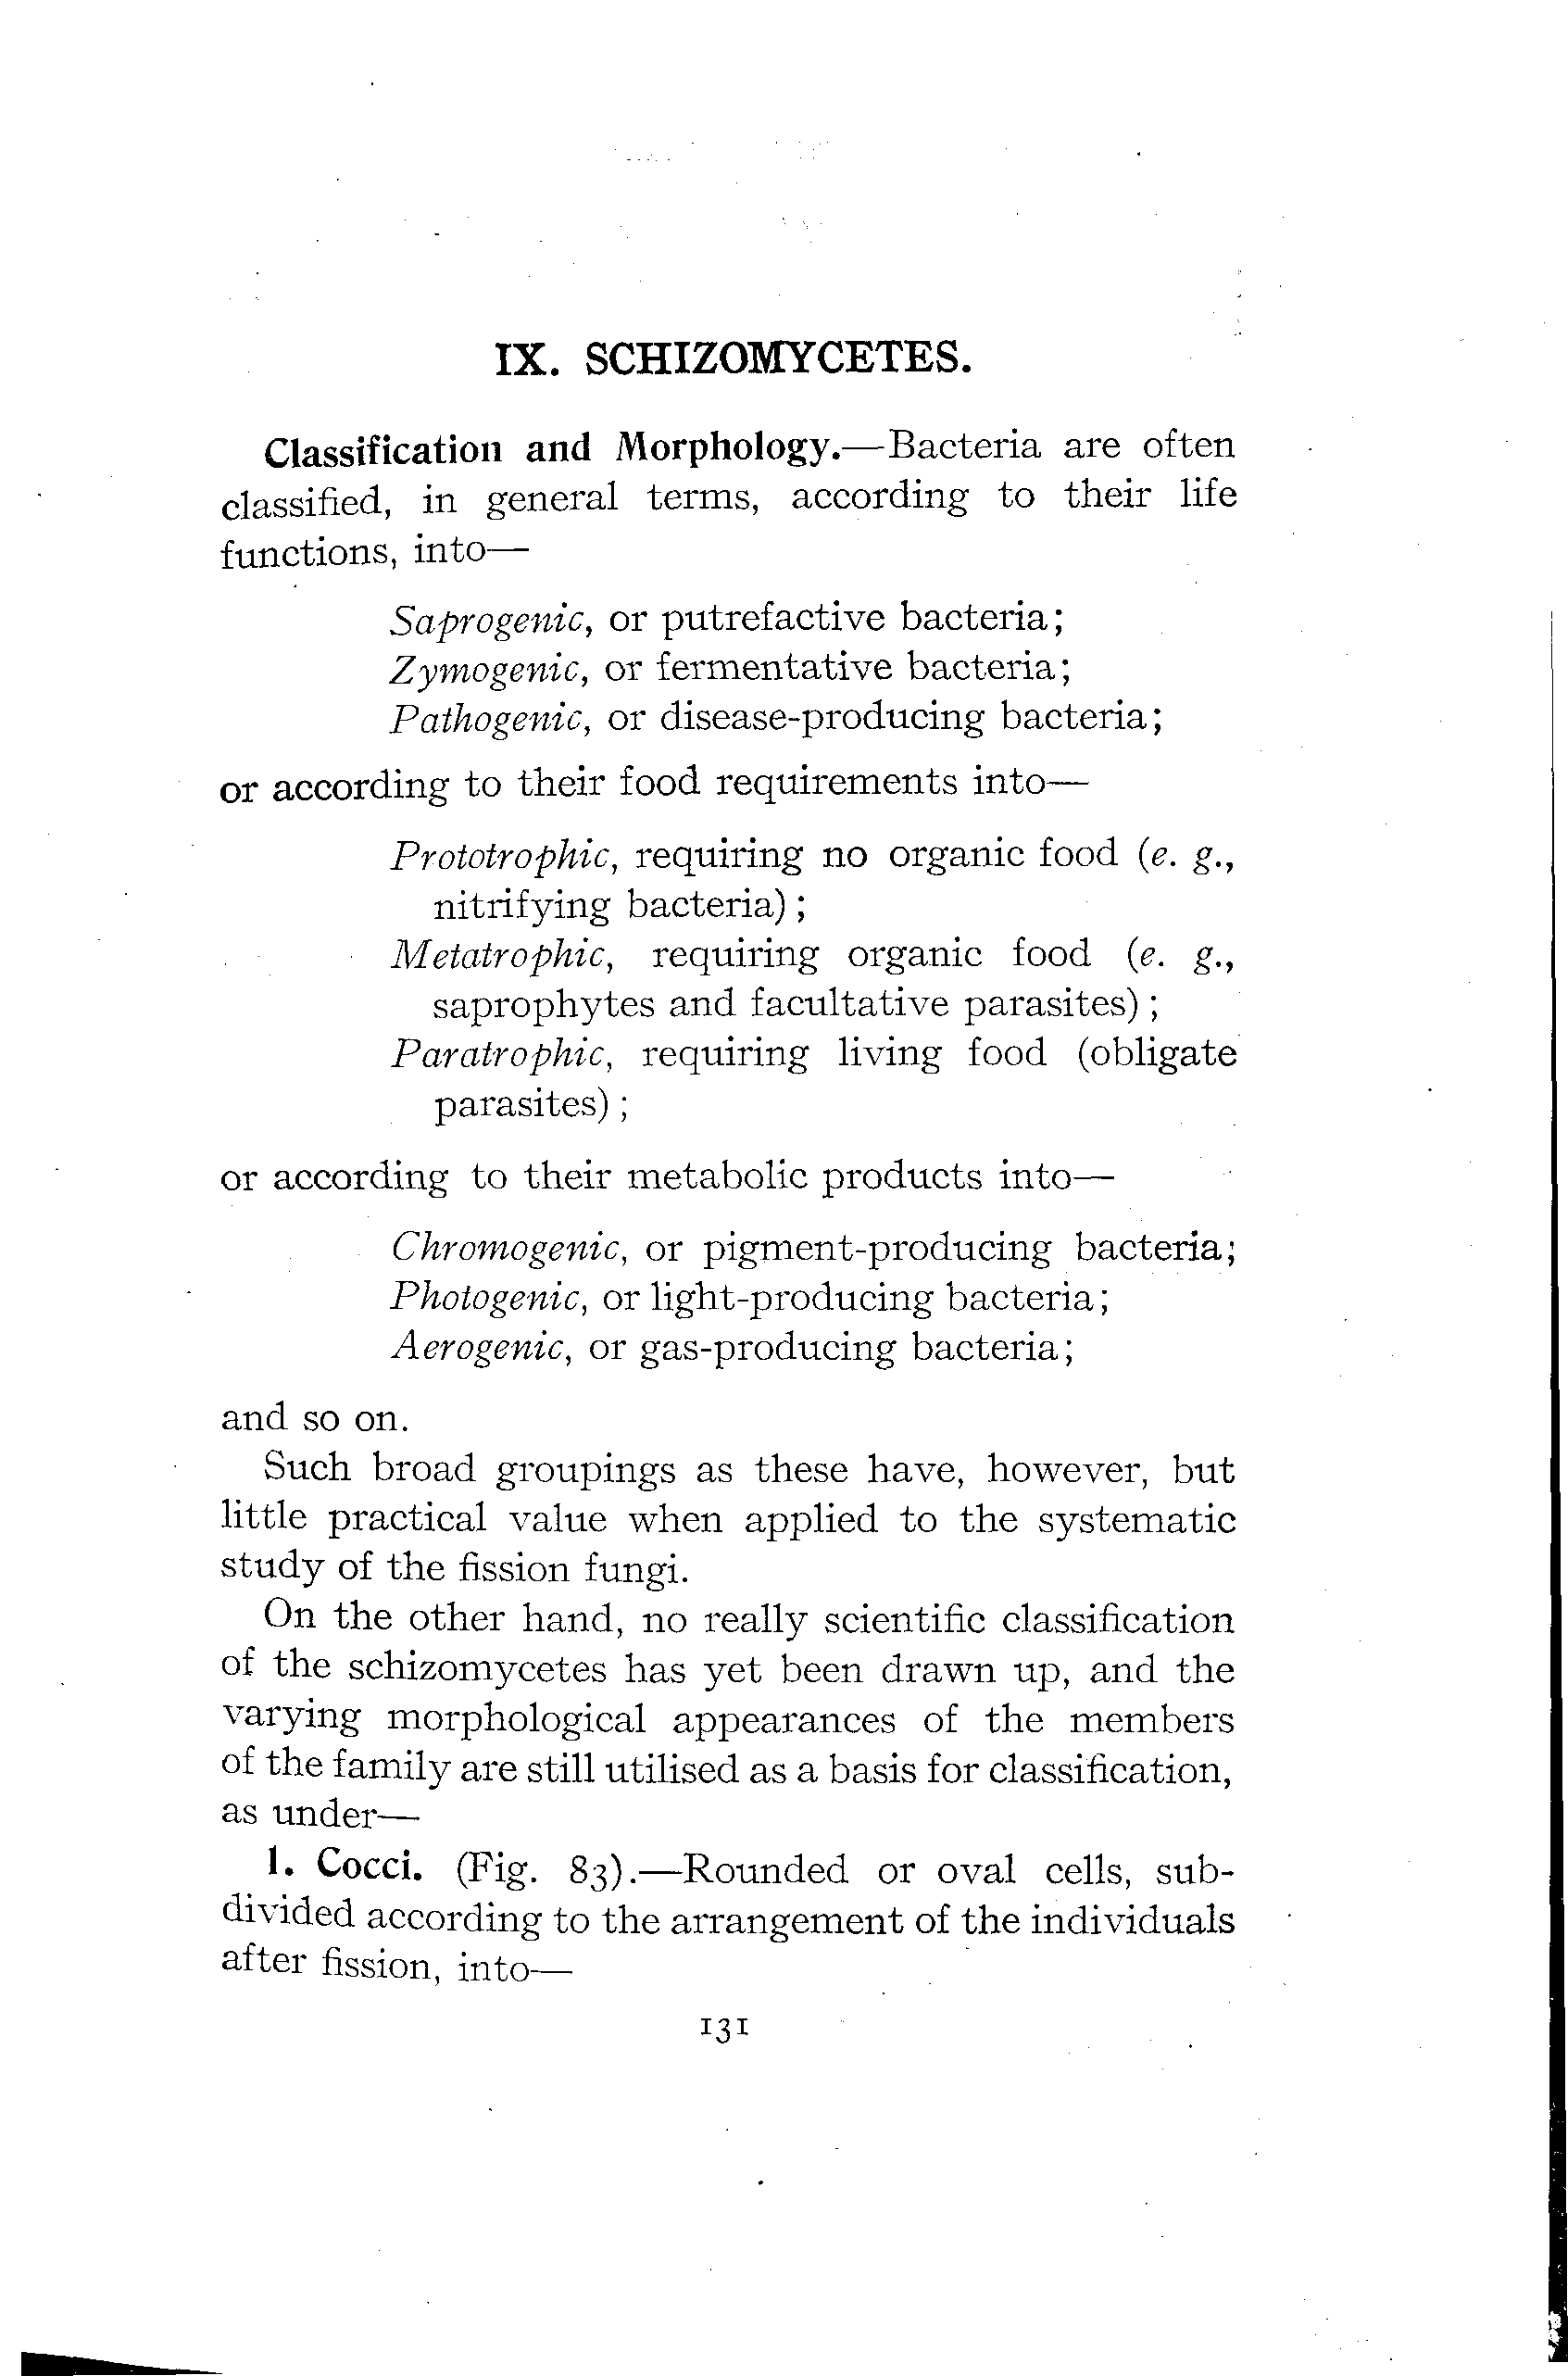 IX. SCHIZOMYCETES.
Classification and Morphology.—Bacteria are often
classified, in general terms, according to their life
functions, into—
Saprogenic, or putrefactive bacteria;
Zymogenic, or fermentative bacteria;
Pathogenic, or disease-producing bacteria;
or according to their food requirements into—
Prototrophic, requiring no organic food (e. g.,
nitrifying bacteria);
Metatrophic, requiring organic food (e. g.,
saprophytes and facultative parasites);
Paratrophic, requiring living food (obligate
parasites);
or according to their metabolic products into—
Chromogenic, or pigment-producing bacteria;
Photogenic, or light-producing bacteria;
Aerogenic, or gas-producing bacteria;
and so on.
Such broad groupings as these have, however, but
little practical value when applied to the systematic
study of the fission fungi.
On the other hand, no really scientific classification
of the schizomycetes has yet been drawn up, and the
varying morphological appearances of the members
of the family are still utilised as a basis for classification,
as under—
1. Cocci. (Fig. 83).—Rounded or oval cells, sub-
divided according to the arrangement of the individuals
after fission, into—
131